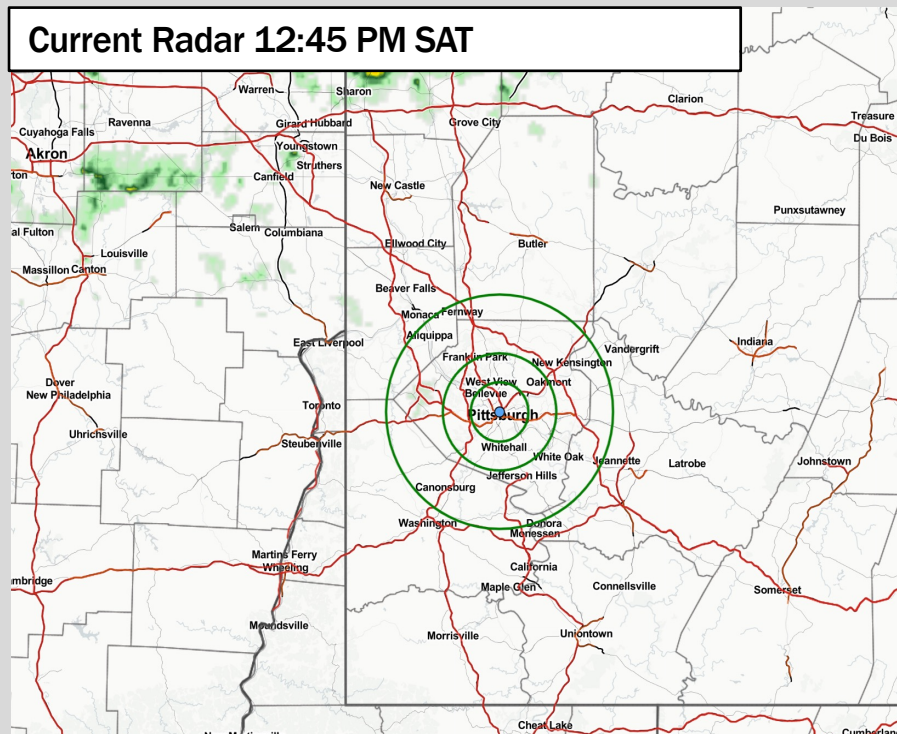 Current Radar 12:45 PM SAT
Warren
Sharon
Clarion
Treasure
Ravenna
Girard Hubbard
Grove City
Cuyahoga Falls
Du Bois
Akron
Youngstown
Struthers
Canfield
New Castle
Punxsutawney
al Fulton
Salem
Columbiana
Ellwood City
Butler
Louisville
Massillon Canton
Beaver Falls
Monaca Fernway
Aliquippa
East Liverpool
Vandergrift
Indiana
Franklin Park
New Kensington
Dover
West View
Oakmont
New Philadelphia
Bellevue
Toronto
Pittsburgh
Uhrichsville
Steubenville
Whitehall
White Oak
Jeannette
Latrobe
Johnstown
Jefferson Hills
Canonsburg
Washington
Donora
Monessen
Martins Ferry
Wheeling
California
mbridge
Maple Glen
Connellsville
Somerset
Moundsville
Morrisville
Uniontown
Cheat Lake